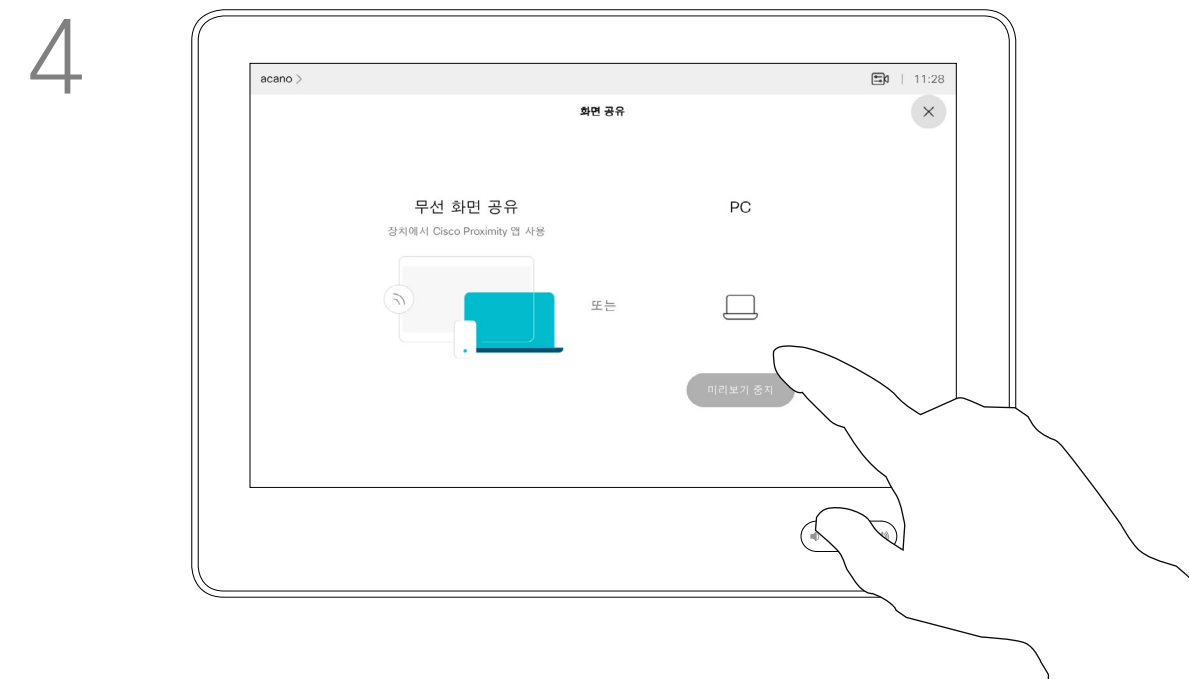 4
acano >
11:28
화면 공유
무선 화면 공유
장치에서 Cisco Proximity 앱 사용
또는
PC
미리보기 중지